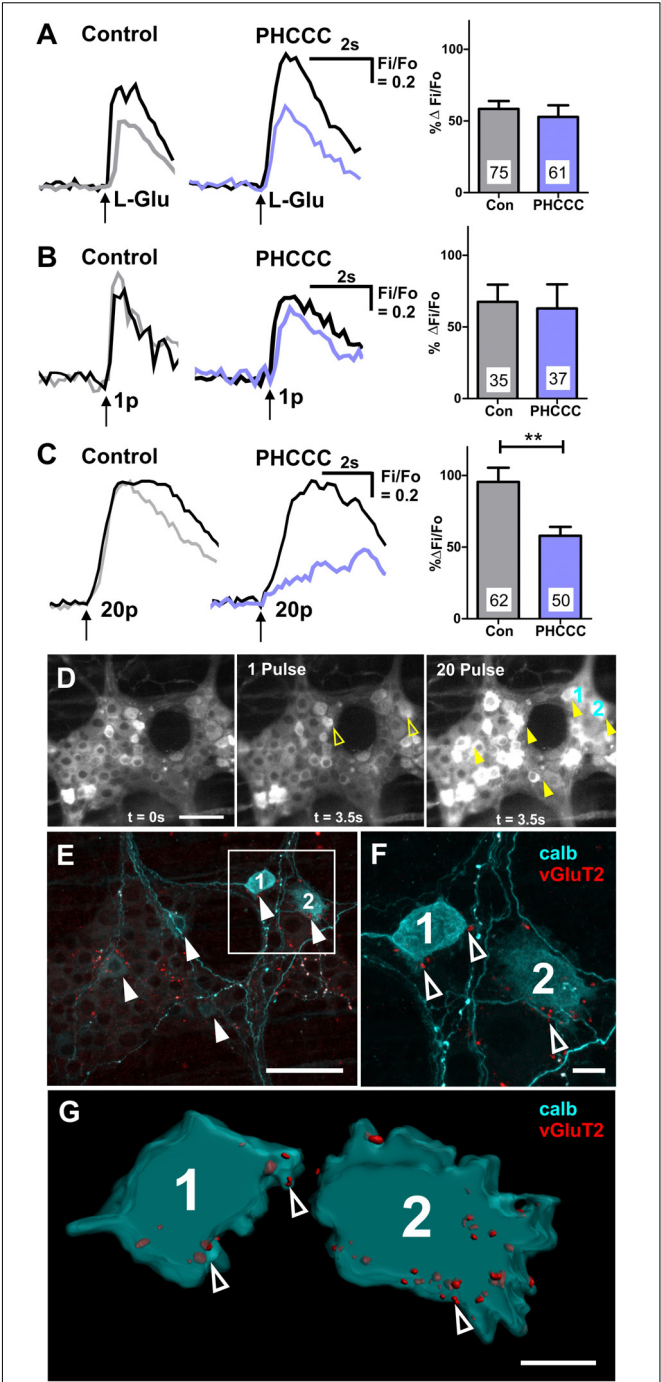 A
Control
PHCCC
2s
Fi/Fo
= 0.2
L-Glu
L-Glu
%Δ Fi/Fo
100
50
0
75
61
Con
PHCCC
B
Control
PHCCC
2s
Fi/Fo
= 0.2
1p
1p
% ΔFi/Fo
100
50
0
35
37
Con
PHCCC
C
Control
PHCCC
2s
Fi/Fo
= 0.2
20p
20p
%ΔFi/Fo
**
100
50
0
62
50
Con
PHCCC
D
1 Pulse
20 Pulse
1
2
t = 0s
t = 3.5s
t = 3.5s
E
1
2
F
calb
vGluT2
1
2
G
calb
vGluT2
1
2